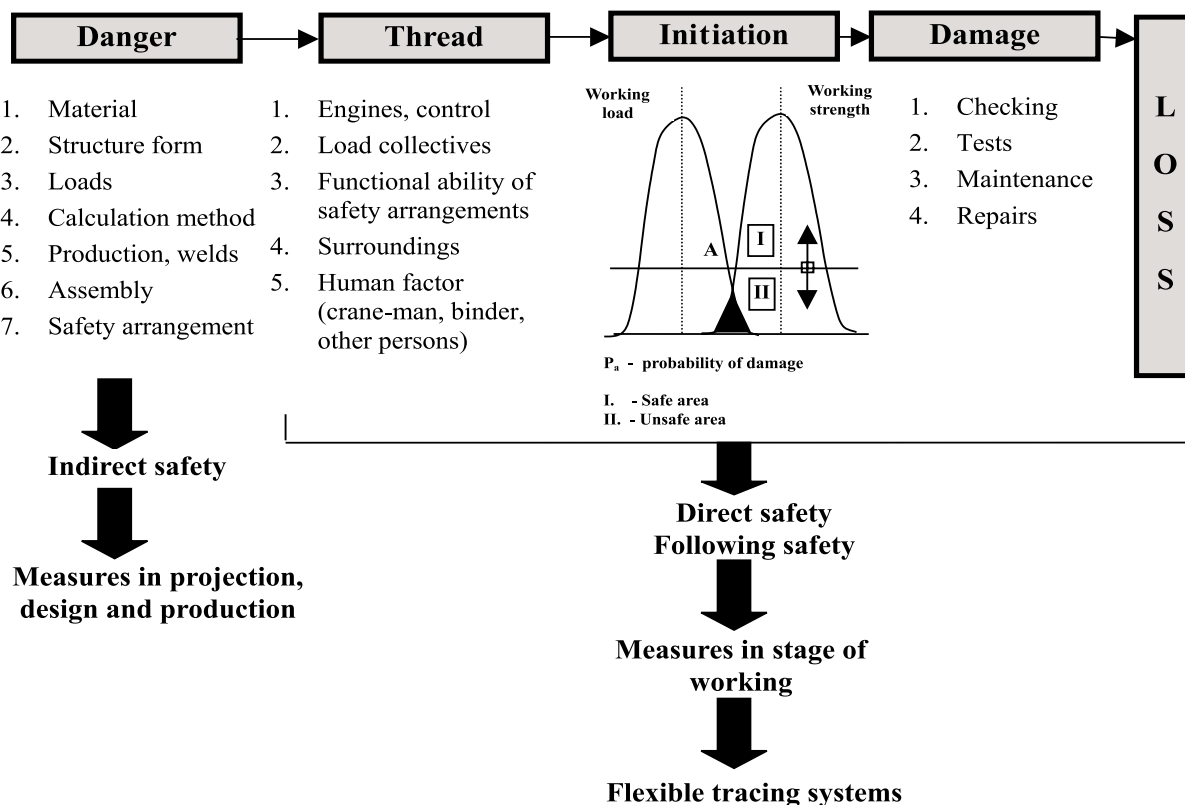 Danger
Thread
Initiation
Damage
L
O
S
S
1. Material
2. Structure form
3. Loads
4. Calculation method
5. Production, welds
6. Assembly
7. Safety arrangement
1. Engines, control
2. Load collectives
3. Functional ability of
safety arrangements
4. Surroundings
5. Human factor
(crane-man, binder,
other persons)
Working
load
Working
strength
A
I
II
Pa - probability of damage
I. - Safe area
II. - Unsafe area
1. Checking
2. Tests
3. Maintenance
4. Repairs
Indirect safety
Measures in projection,
design and production
Direct safety
Following safety
Measures in stage of
working
Flexible tracing systems